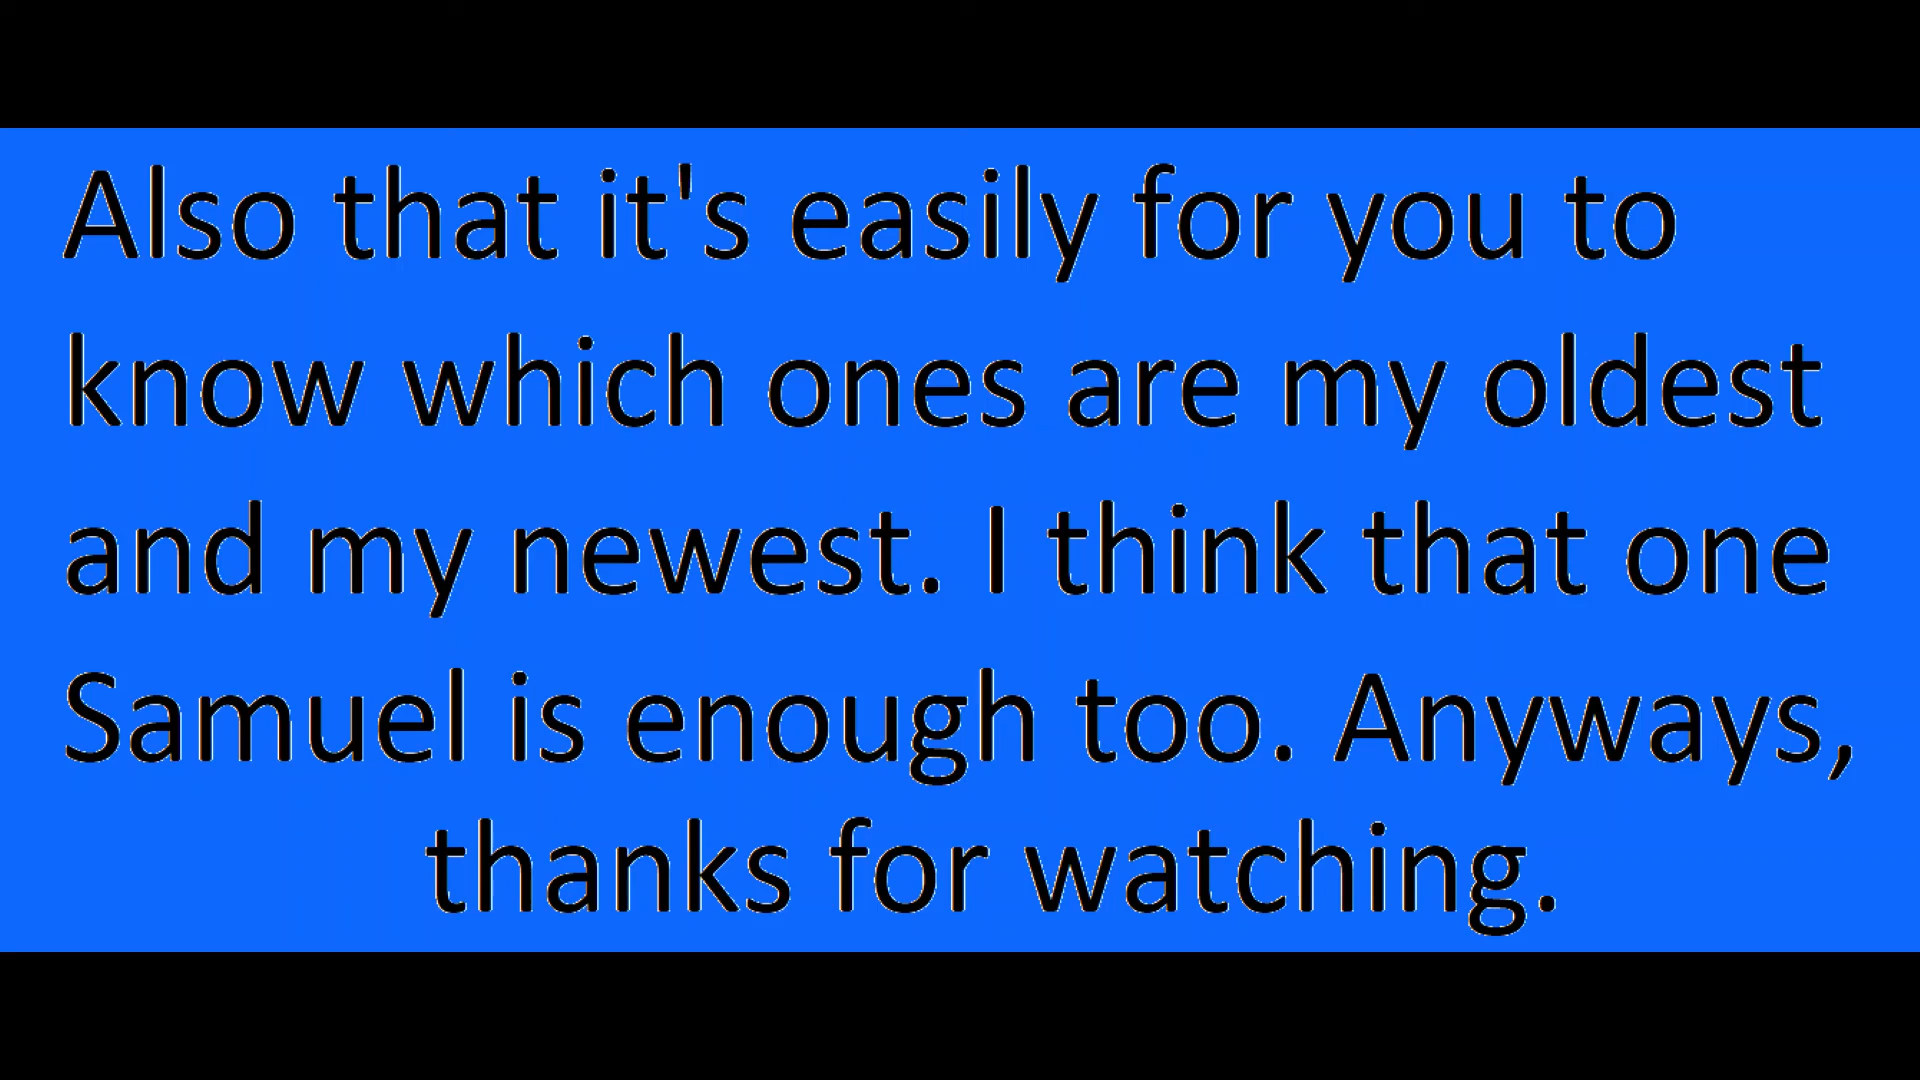 Also that it's easily for you to
know which ones are my oldest
and my newest. I think that one
Samuel is enough too. Anyways,
thanks for watching.